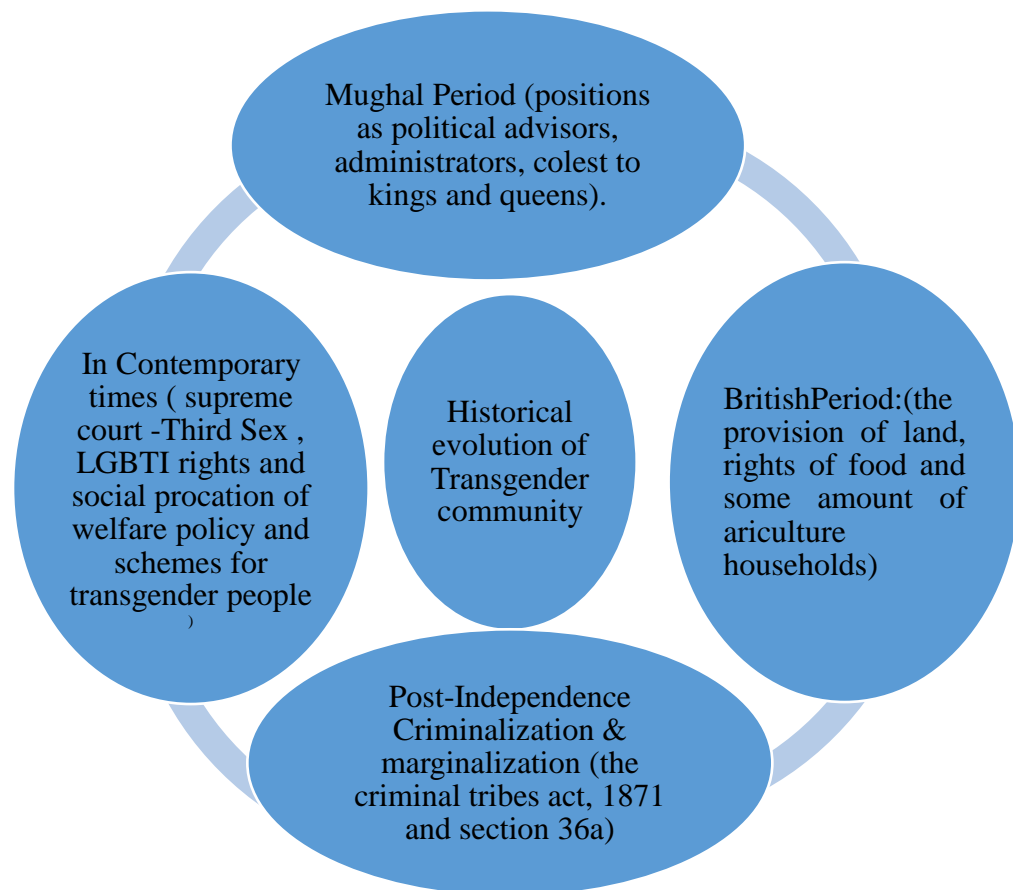 Mughal Period (positions
as political advisors,
administrators, colest to
kings and queens).
In Contemporary
times ( supreme
court -Third Sex ,
LGBTI rights and
social procation of
welfare policy and
schemes for
transgender people
)
Historical
evolution of
Transgender
community
BritishPeriod:(the
provision of land,
rights of food and
some amount of
ariculture
households)
Post-Independence
Criminalization &
marginalization (the
criminal tribes act, 1871
and section 36a)